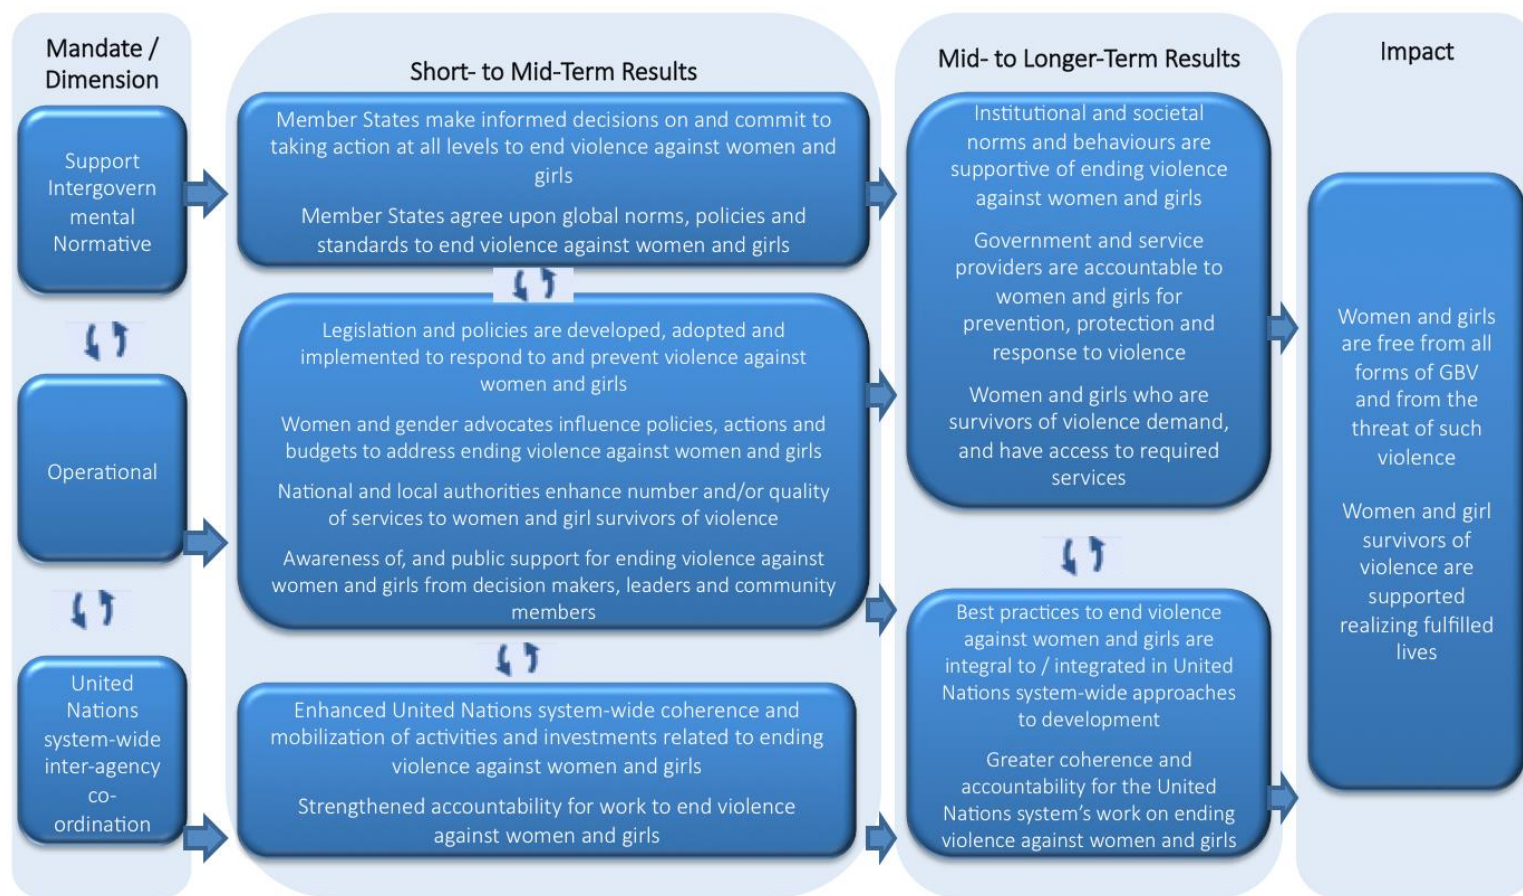 Mandate /
Dimension
Support
Intergovern
mental
Normative
Operational
United
Nations
system-wide
inter-agency
co-
ordination
Short- to Mid-Term Results
Member States make informed decisions on and commit to
taking action at all levels to end violence against women and
girls
Member States agree upon global norms, policies and
standards to end violence against women and girls
Legislation and policies are developed, adopted and
implemented to respond to and prevent violence against
women and girls
Women and gender advocates influence policies, actions and
budgets to address ending violence against women and girls
National and local authorities enhance number and/or quality
of services to women and girl survivors of violence
Awareness of, and public support for ending violence against
women and girls from decision makers, leaders and community
members
Enhanced United Nations system-wide coherence and
mobilization of activities and investments related to ending
violence against women and girls
Strengthened accountability for work to end violence
against women and girls
Mid- to Longer-Term Results
Institutional and societal
norms and behaviours are
supportive of ending violence
against women and girls
Government and service
providers are accountable to
women and girls for
prevention, protection and
response to violence
Women and girls who are
survivors of violence demand,
and have access to required
services
Best practices to end violence
against women and girls are
integral to / integrated in United
Nations system-wide approaches
to development
Greater coherence and
accountability for the United
Nations system's work on ending
violence against women and girls
Impact
Women and girls
are free from all
forms of GBV
and from the
threat of such
violence
Women and girl
survivors of
violence are
supported
realizing fulfilled
lives